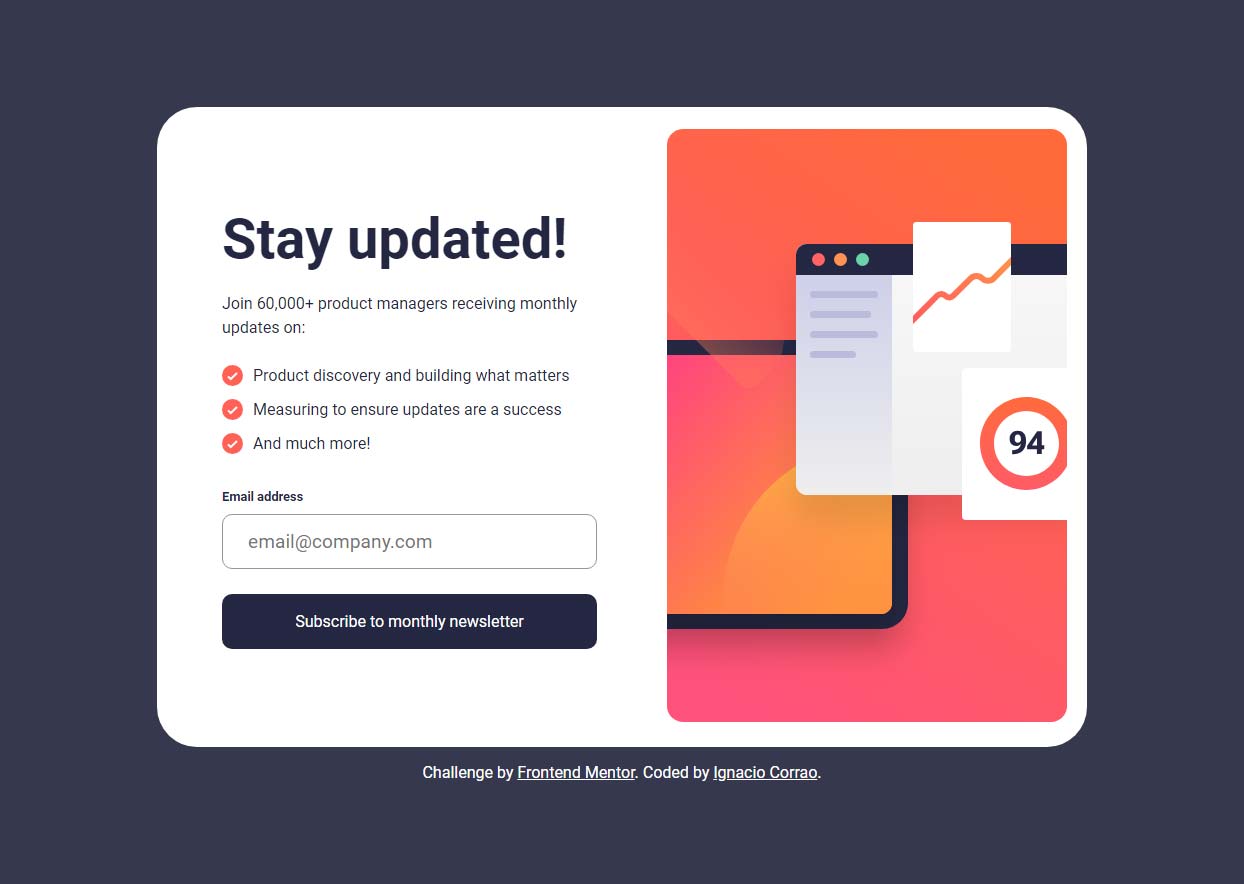 Stay updated!
Join 60,000+ product managers receiving monthly
updates on:
Product discovery and building what matters
Measuring to ensure updates are a success
And much more!
Email address
email@company.com
Subscribe to monthly newsletter
94
Challenge by Frontend Mentor. Coded by Ignacio Corrao.